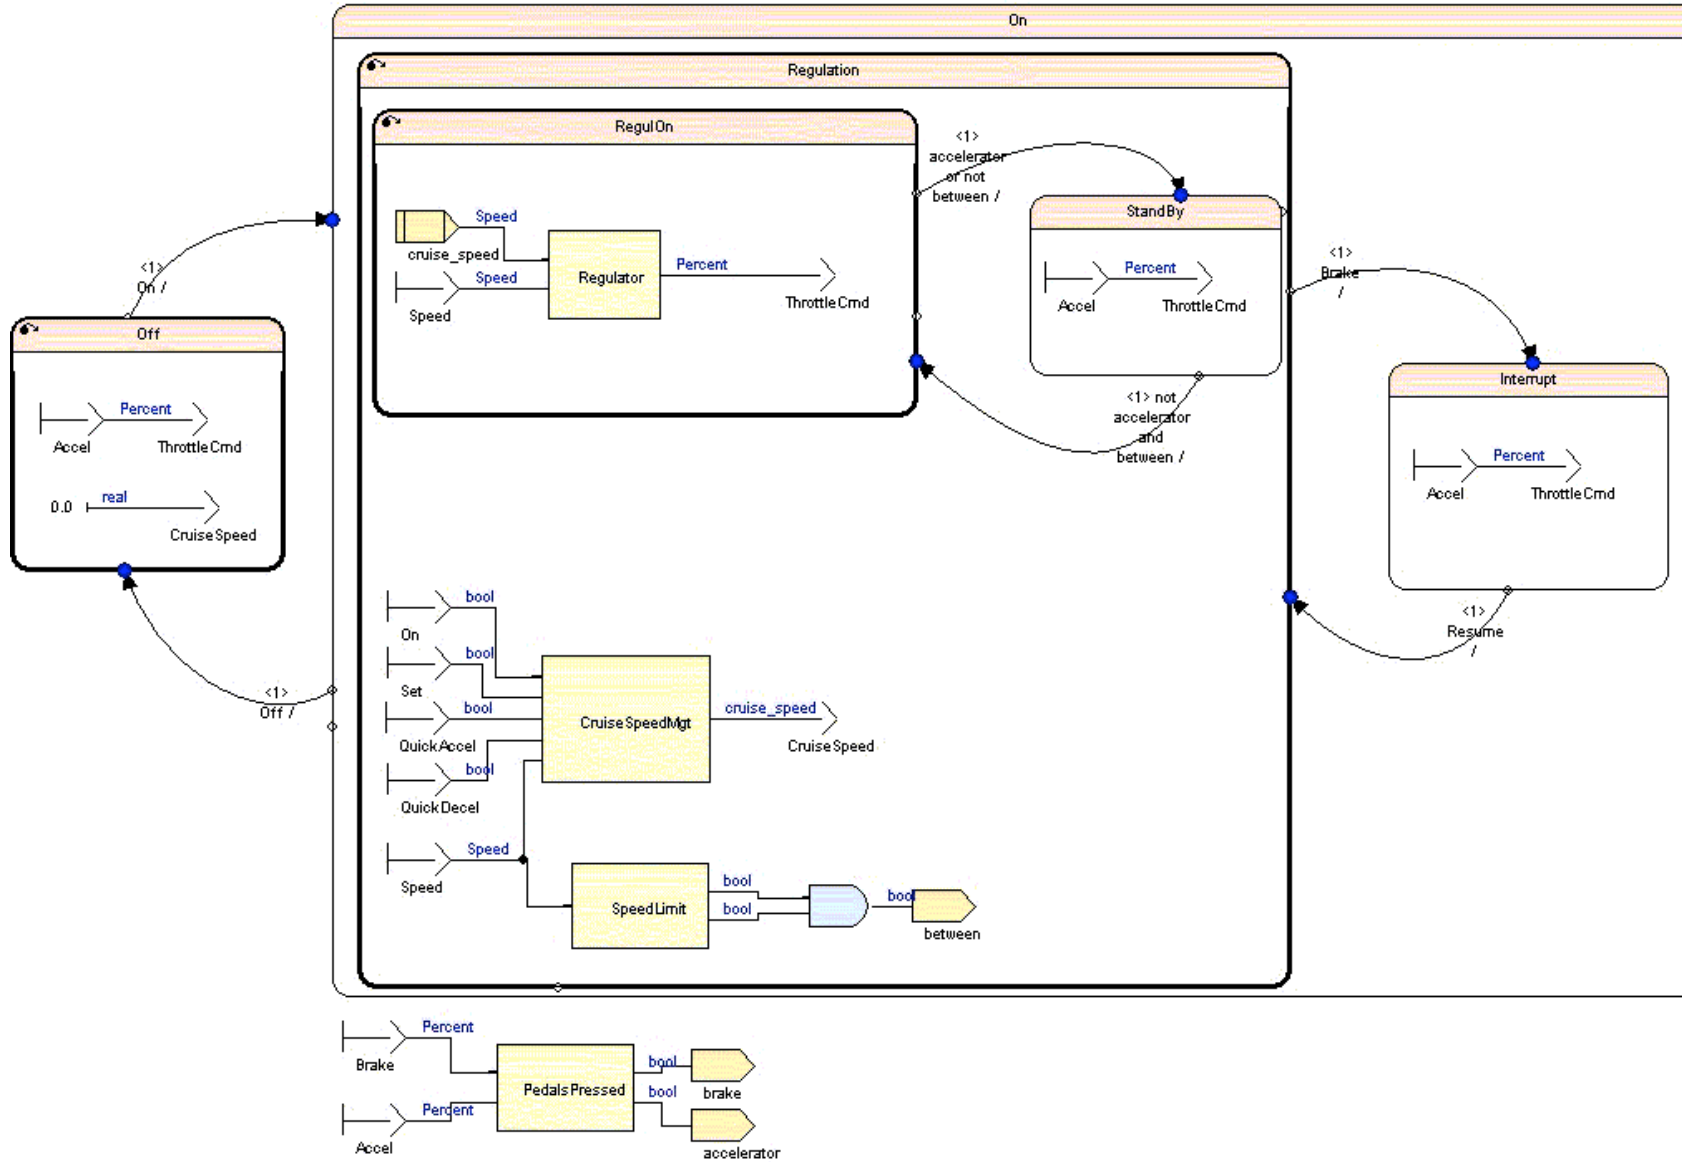 On
Regulation
RegulOn
<1>
accelerator
or not
between /
Speed
cruise_speed
Regulator
Percent
ThrottleCmd
Speed
Speed
StandBy
Percent
Accel
ThrottleCmd
<1>
Brake
/
<1>
On /
Off
Percent
Accel
ThrottleCmd
0.0
real
CruiseSpeed
<1> not
accelerator
and
between /
Interrupt
Percent
Accel
ThrottleCmd
<1>
Resume
/
<1>
Off /
bool
On
bool
Set
bool
QuickAccel
bool
QuickDecel
CruiseSpeedMgt
cruise_speed
CruiseSpeed
Speed
Speed
SpeedLimit
bool
bool
bool
between
Percent
Brake
Percent
Accel
PedalsPressed
bool
brake
bool
accelerator